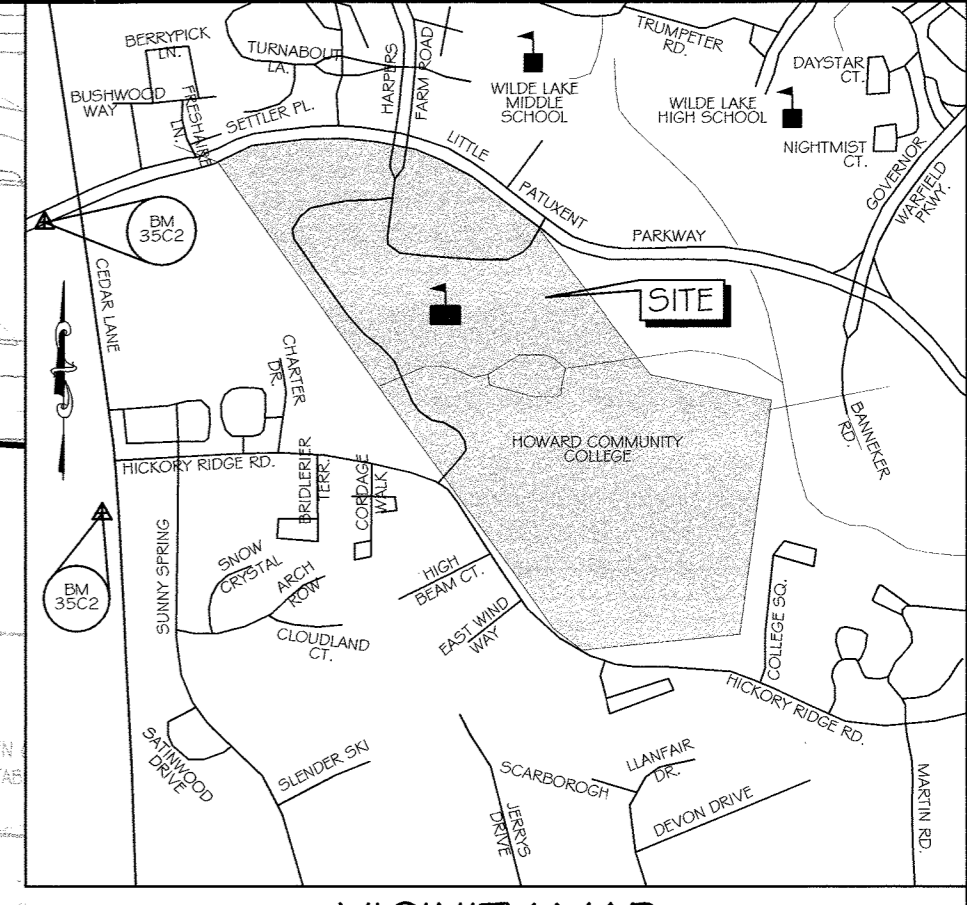 BERRYPICK
LN.
TURNABOUT
LA.
BUSHWOOD
WAY
FRESHAIRE
LN.
SETTLER PL.
HARPERS
FARM ROAD
TRUMPETER
RD.
WILDE LAKE
MIDDLE
SCHOOL
WILDE LAKE
HIGH SCHOOL
DAYSTAR
CT.
NIGHTMIST
CT.
GOVERNOR
WARFIELD
PKWY.
LITTLE
PATUXENT
PARKWAY
BM
35C2
CEDAR LANE
SITE
CHARTER
DR.
HOWARD COMMUNITY
COLLEGE
BANNEKER
RD.
HICKORY RIDGE RD.
BRIDLERIER
TERR.
CORDAGE
WALK
BM
35C2
SUNNY SPRING
SNOW
CRYSTAL
ARCH
ROW
CLOUDLAND
CT.
HIGH
BEAM CT.
EAST WIND
WAY
COLLEGE SQ.
HICKORY RIDGE RD.
SATINWOOD
DRIVE
SLENDER SKI
JERRYS
DRIVE
SCARBOROGH
LLANFAIR
DR.
DEVON DRIVE
MARTIN RD.